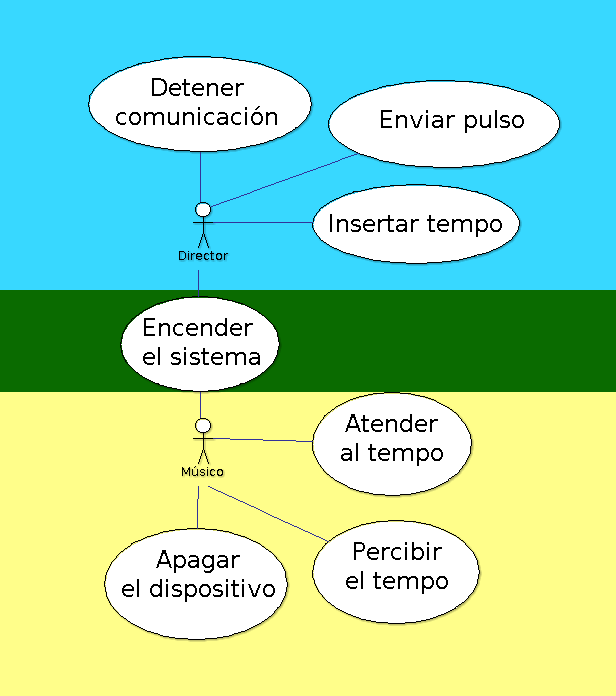 Detener
comunicación
Enviar pulso
Insertar tempo
Director
Encender
el sistema
Atender
al tempo
Músico
Apagar
el dispositivo
Percibir
el tempo